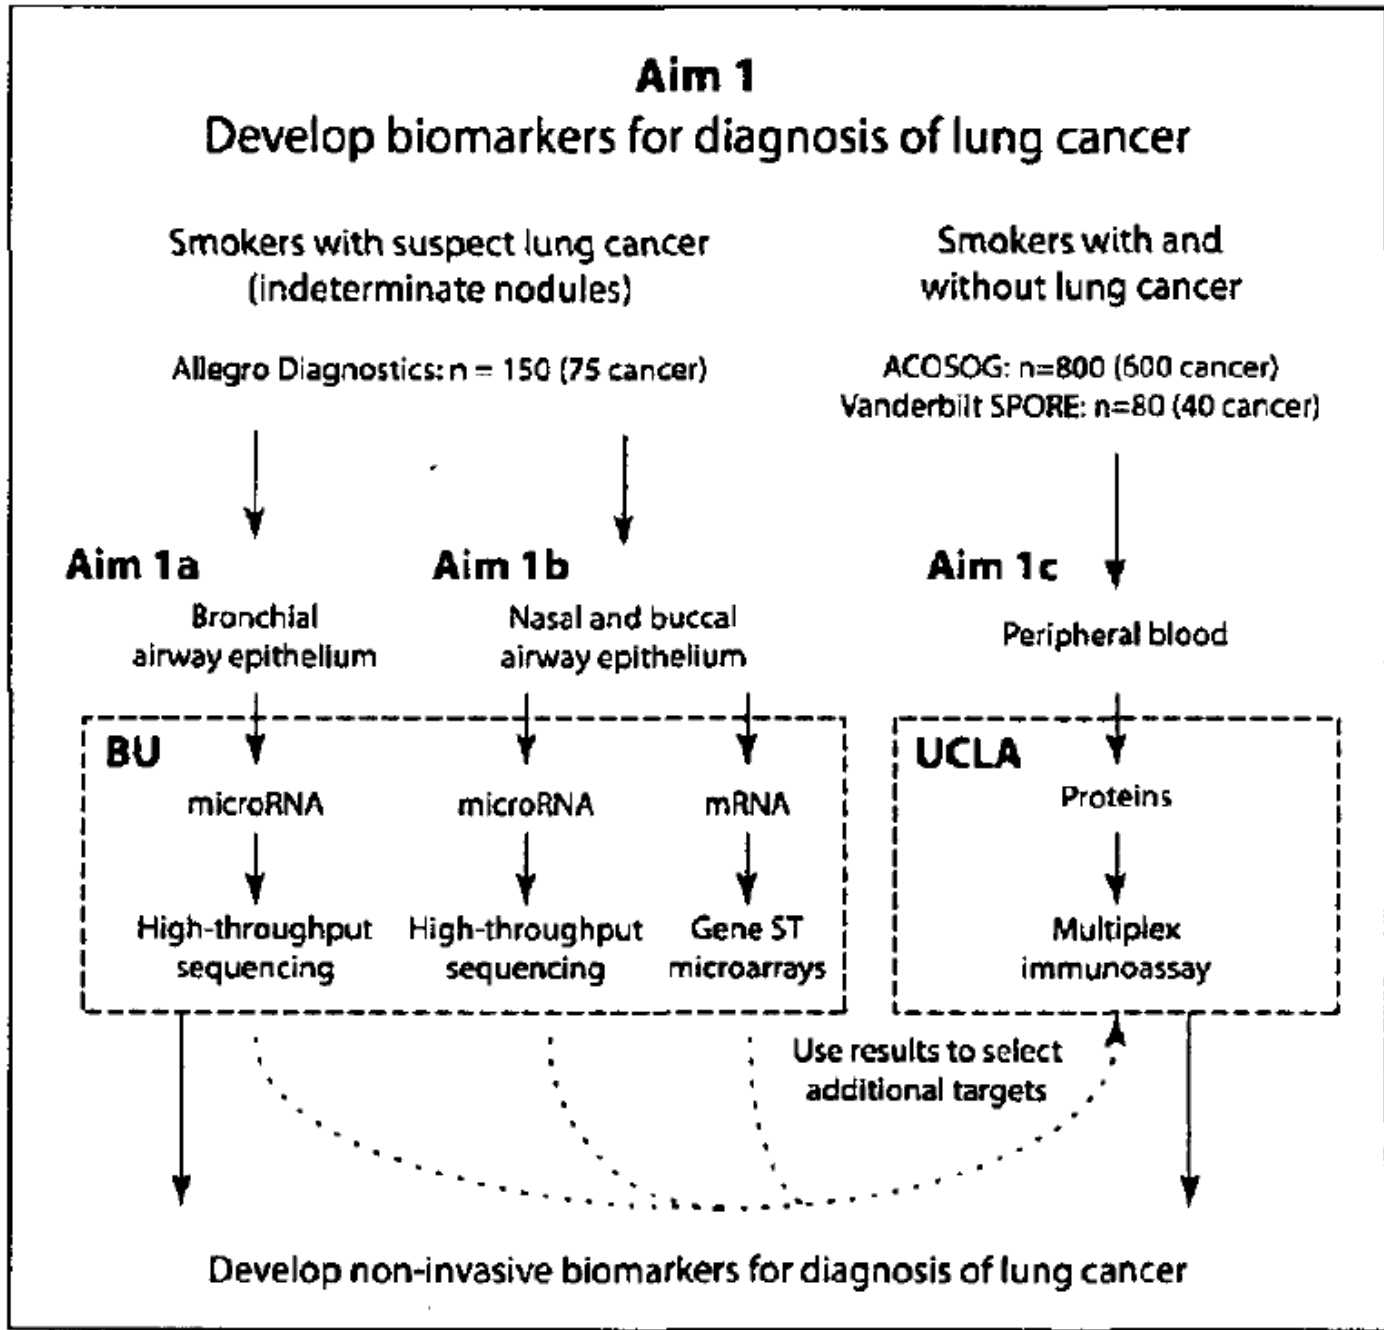 Aim 1
Develop biomarkers for diagnosis of lung cancer
Smokers with suspect lung cancer
(indeterminate nodules)
Allegro Diagnostics: n = 150 (75 cancer)
Smokers with and
without lung cancer
ACOSOG: n=800 (600 cancer)
Vanderbilt SPORE: n=80 (40 cancer)
Aim 1a
Bronchial
airway epithelium
Aim 1b
Nasal and buccal
airway epithelium
Aim 1c
Peripheral blood
BU
microRNA
High-throughput
sequencing
microRNA
High-throughput
sequencing
mRNA
Gene ST
microarrays
UCLA
Proteins
Multiplex
immunoassay
Use results to select
additional targets
Develop non-invasive biomarkers for diagnosis of lung cancer